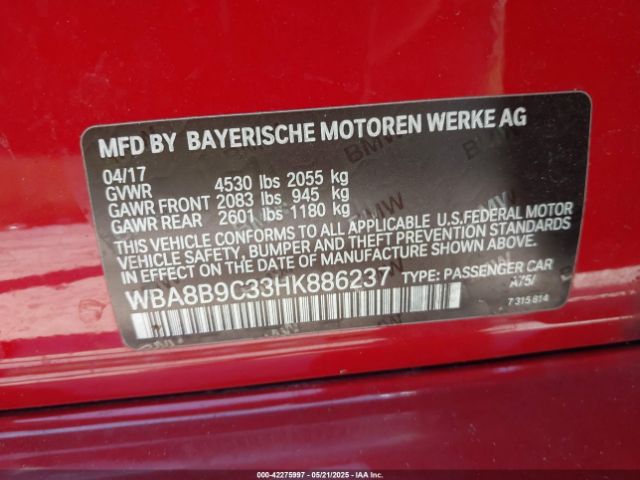 MFD BY BAYERISCHE MOTOREN WERKE AG
04/17
GVWR 4530 lbs 2055 kg
GAWR FRONT 2083 lbs 945 kg
GAWR REAR 2601 lbs 1180 kg
THIS VEHICLE CONFORMS TO ALL APPLICABLE U.S.FEDERAL MOTOR
VEHICLE SAFETY, BUMPER AND THEFT PREVENTION STANDARDS
IN EFFECT ON THE DATE OF MANUFACTURE SHOWN ABOVE.
WBA8B9C33HK886237 TYPE: PASSENGER CAR
A75/
7 315 814
BMW
000-42275997 - 05/21/2025 - IAAHQCA1367